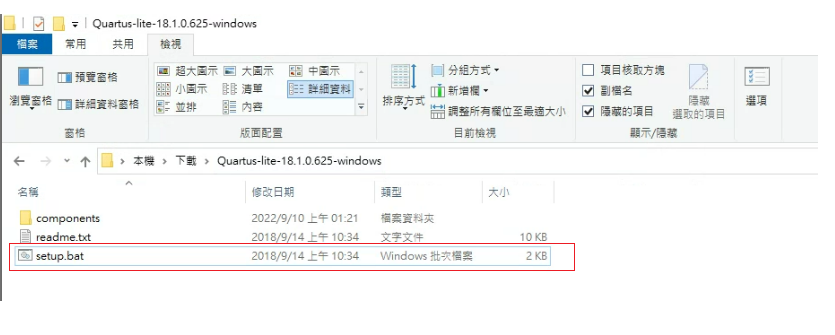 Quartus-lite-18.1.0.625-windows
檔案 常用 共用 檢視
瀏覽窗格 預覽窗格 詳細資料窗格
超大圖示 大圖示 中圖示
小圖示 清單 詳細資料
並排 內容
排序方式 分組方式
新增欄
調整所有欄位至最適大小
項目核取方塊
副檔名
隱藏的項目
隱藏
選取的項目
選項
窗格 版面配置 目前檢視 顯示/隱藏
本機 下載 Quartus-lite-18.1.0.625-windows
名稱 修改日期 類型 大小
components 2022/9/10 上午 01:21 檔案資料夾
readme.txt 2018/9/14 上午 10:34 文字文件 10 KB
setup.bat 2018/9/14 上午 10:34 Windows 批次檔案 2 KB